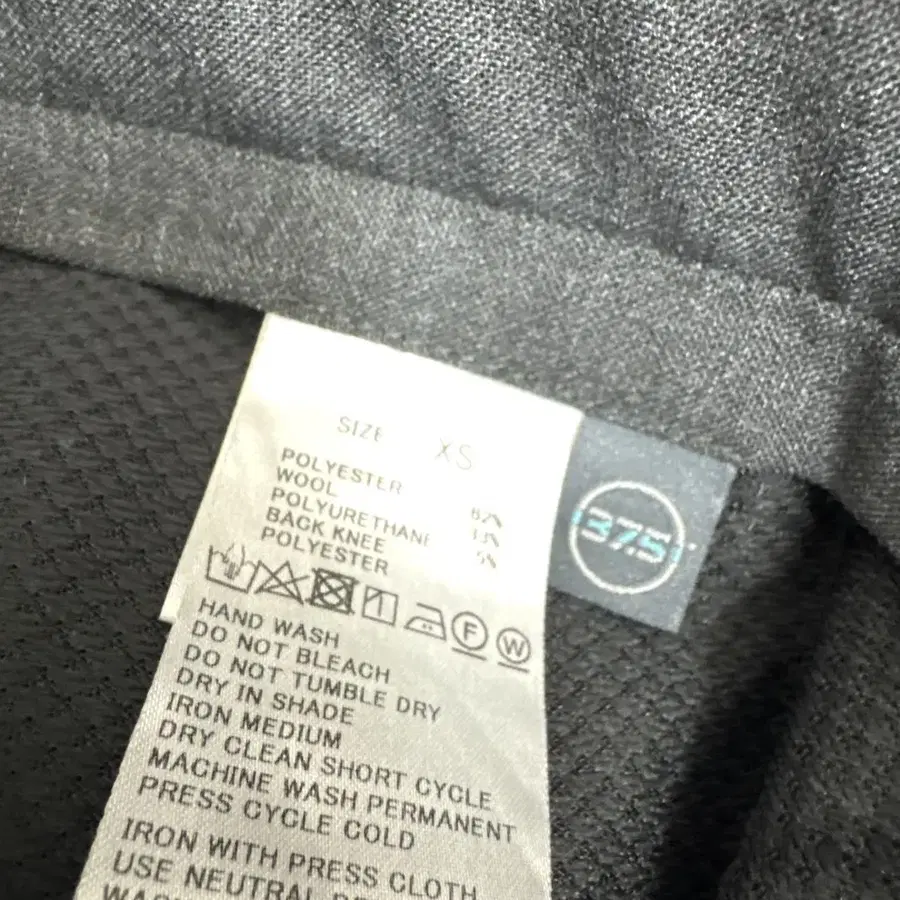 SIZE XS
POLYESTER 82%
WOOL 13%
POLYURETHANE 5%
BACK KNEE
POLYESTER
F W
HAND WASH
DO NOT BLEACH
DO NOT TUMBLE DRY
DRY IN SHADE
IRON MEDIUM
DRY CLEAN SHORT CYCLE
MACHINE WASH PERMANENT
PRESS CYCLE COLD
IRON WITH PRESS CLOTH
USE NEUTRAL
37.5